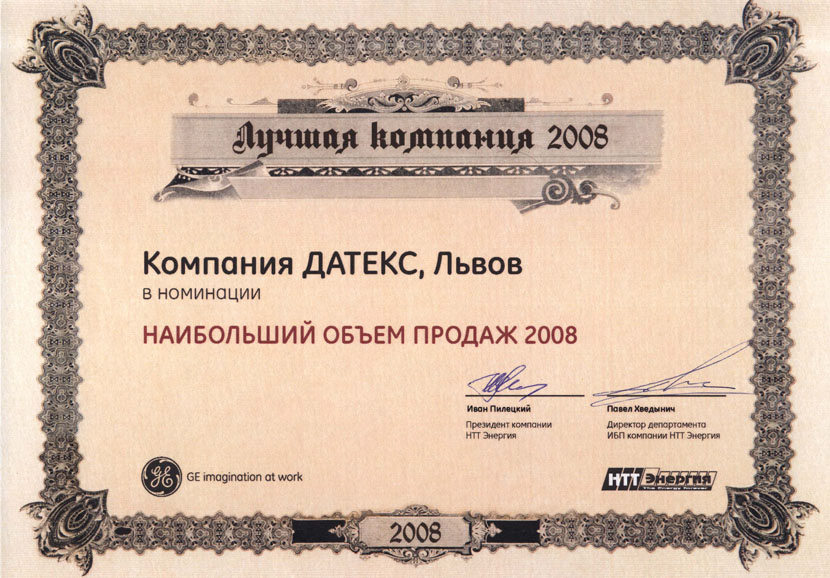 Лучшая компания 2008
Компания ДАТЕКС, Львов
в номинации
НАИБОЛЬШИЙ ОБЪЕМ ПРОДАЖ 2008
Иван Пилецкий
Президент компании
НТТ Энергия
Павел Хведынич
Директор департамента
ИБП компании НТТ Энергия
GE
GE imagination at work
НТТ Энергия
The Energy forever
2008